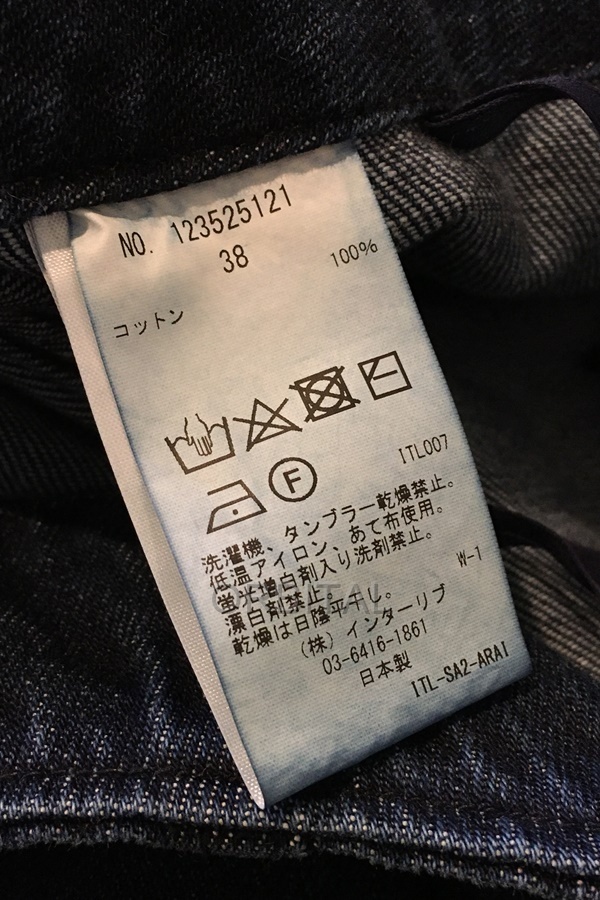 NO. 123525121
38
コットン 100%
F
ITL007
洗濯機、タンブラー乾燥禁止。
低温アイロン、あて布使用。
蛍光増白剤入り洗剤禁止。
漂白剤禁止
乾燥は日陰平干し。
W-1
(株) インターリブ
03-6416-1861
日本製
ITL-SA2-ARAI